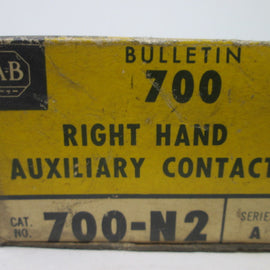 A-B
BULLETIN
700
RIGHT HAND
AUXILIARY CONTACT
CAT. NO. 700-N2 SERIES A